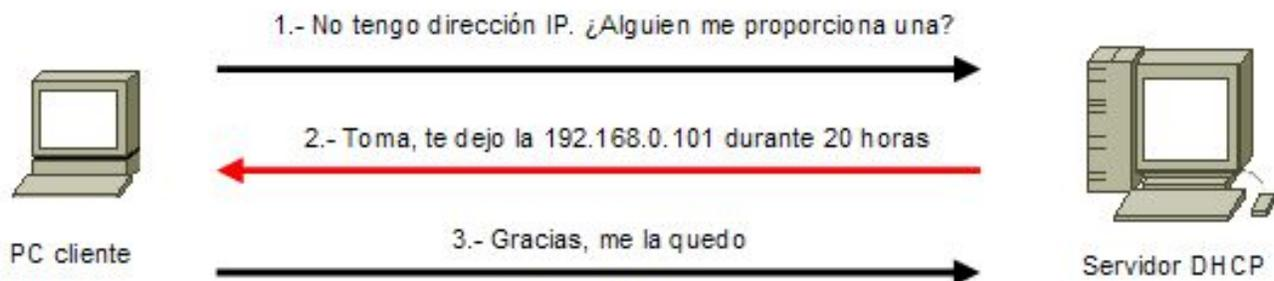 1.- No tengo dirección IP. ¿Alguien me proporciona una?
2.- Toma, te dejo la 192.168.0.101 durante 20 horas
3.- Gracias, me la quedo
PC cliente
Servidor DHCP